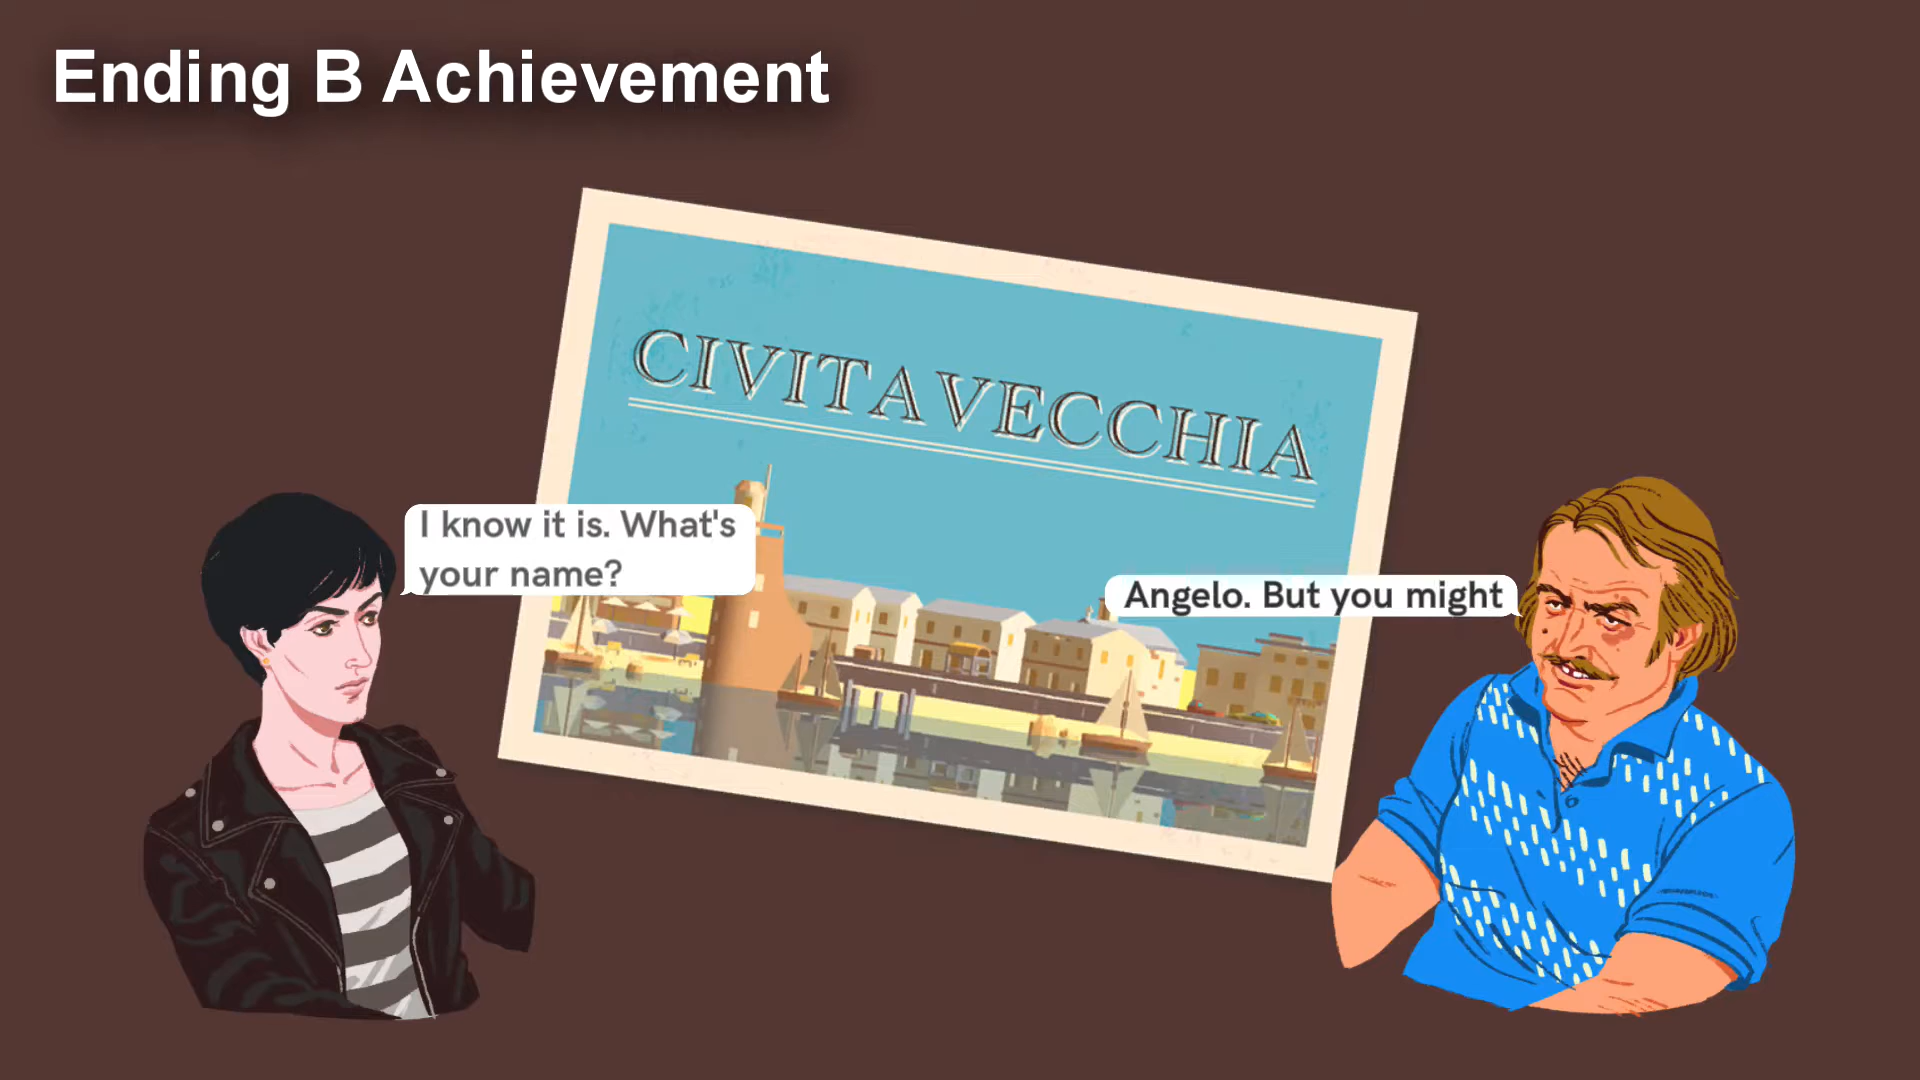 Ending B Achievement
CIVITAVECCHIA
I know it is. What's
your name?
Angelo. But you might